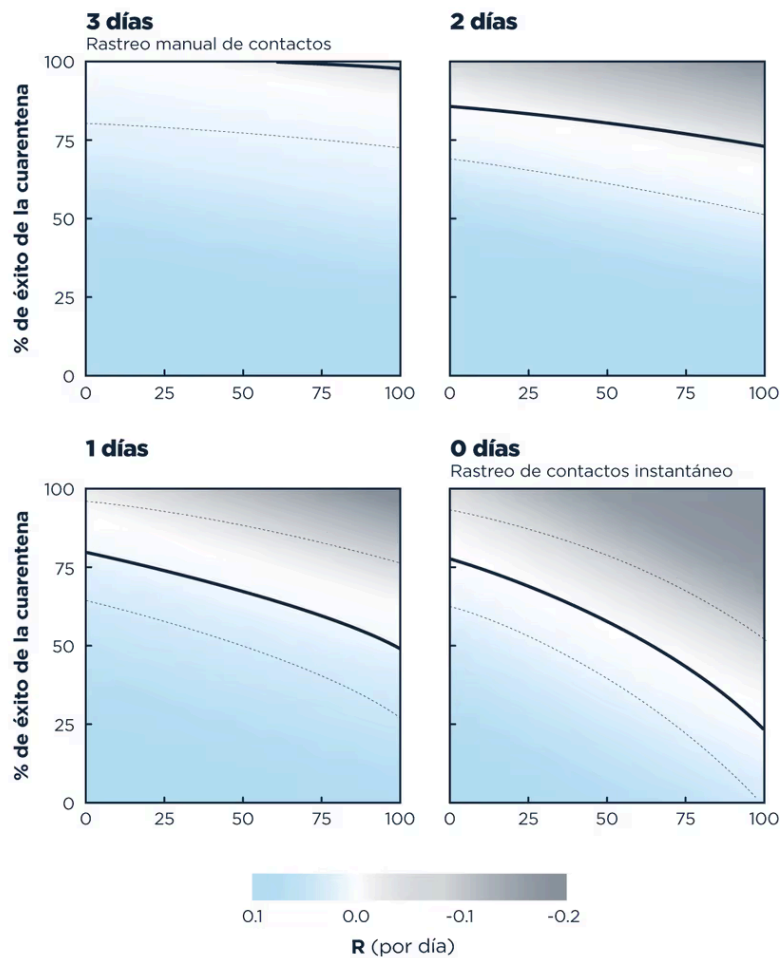 3 días
Rastreo manual de contactos
2 días
% de éxito de la cuarentena
100
75
50
25
0
0 25 50 75 100
0 25 50 75 100
1 días
0 días
Rastreo de contactos instantáneo
% de éxito de la cuarentena
100
75
50
25
0
0 25 50 75 100
0 25 50 75 100
0.1 0.0 -0.1 -0.2
R (por día)